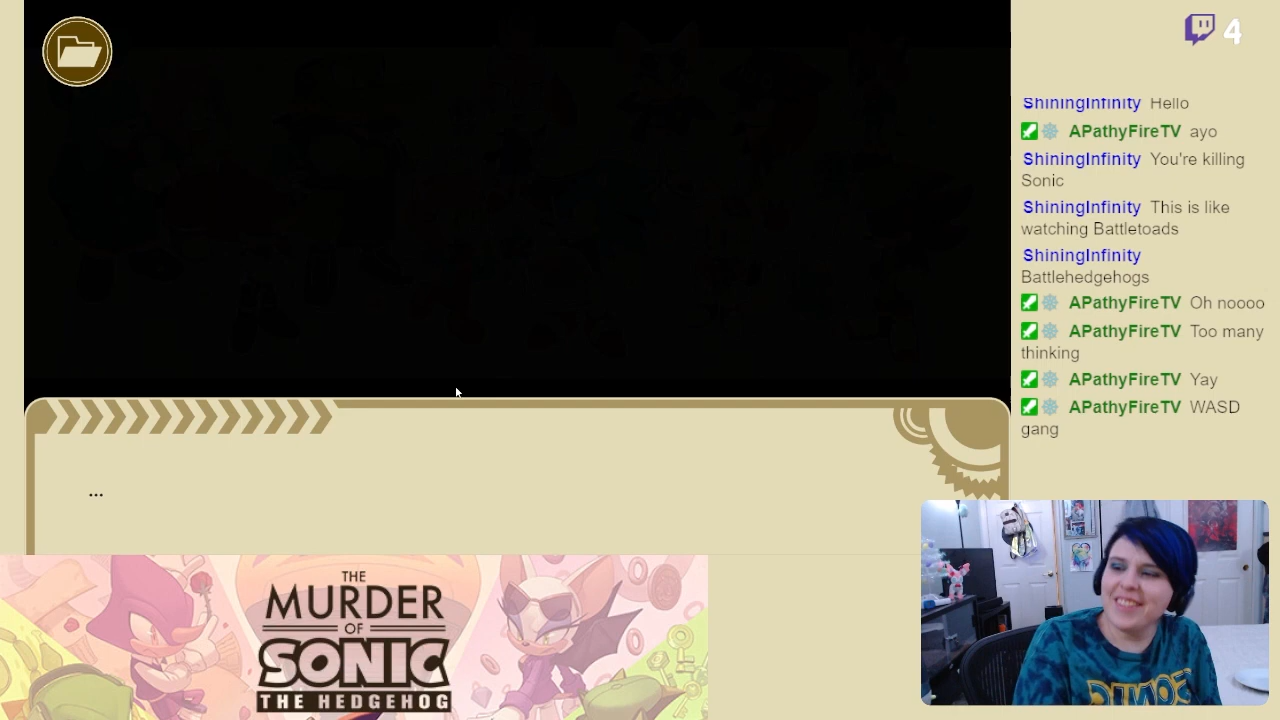 4
ShiningInfinity Hello
APathyFireTV ayo
ShiningInfinity You're killing
Sonic
ShiningInfinity This is like
watching Battletoads
ShiningInfinity
Battlehedgehogs
APathyFireTV Oh noooo
APathyFireTV Too many
thinking
APathyFireTV Yay
APathyFireTV WASD
gang
...
THE
MURDER
OF
SONIC
THE HEDGEHOG